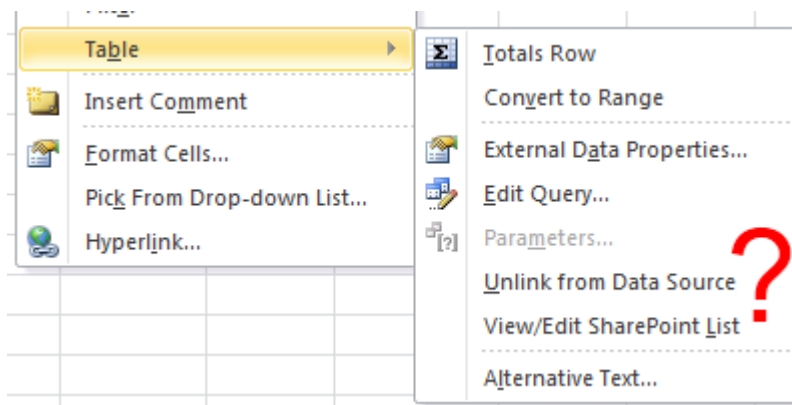 Table
Insert Comment
Format Cells...
Pick From Drop-down List...
Hyperlink...
Σ Totals Row
Convert to Range
External Data Properties...
Edit Query...
[?] Parameters...
Unlink from Data Source
View/Edit SharePoint List
?
Alternative Text...